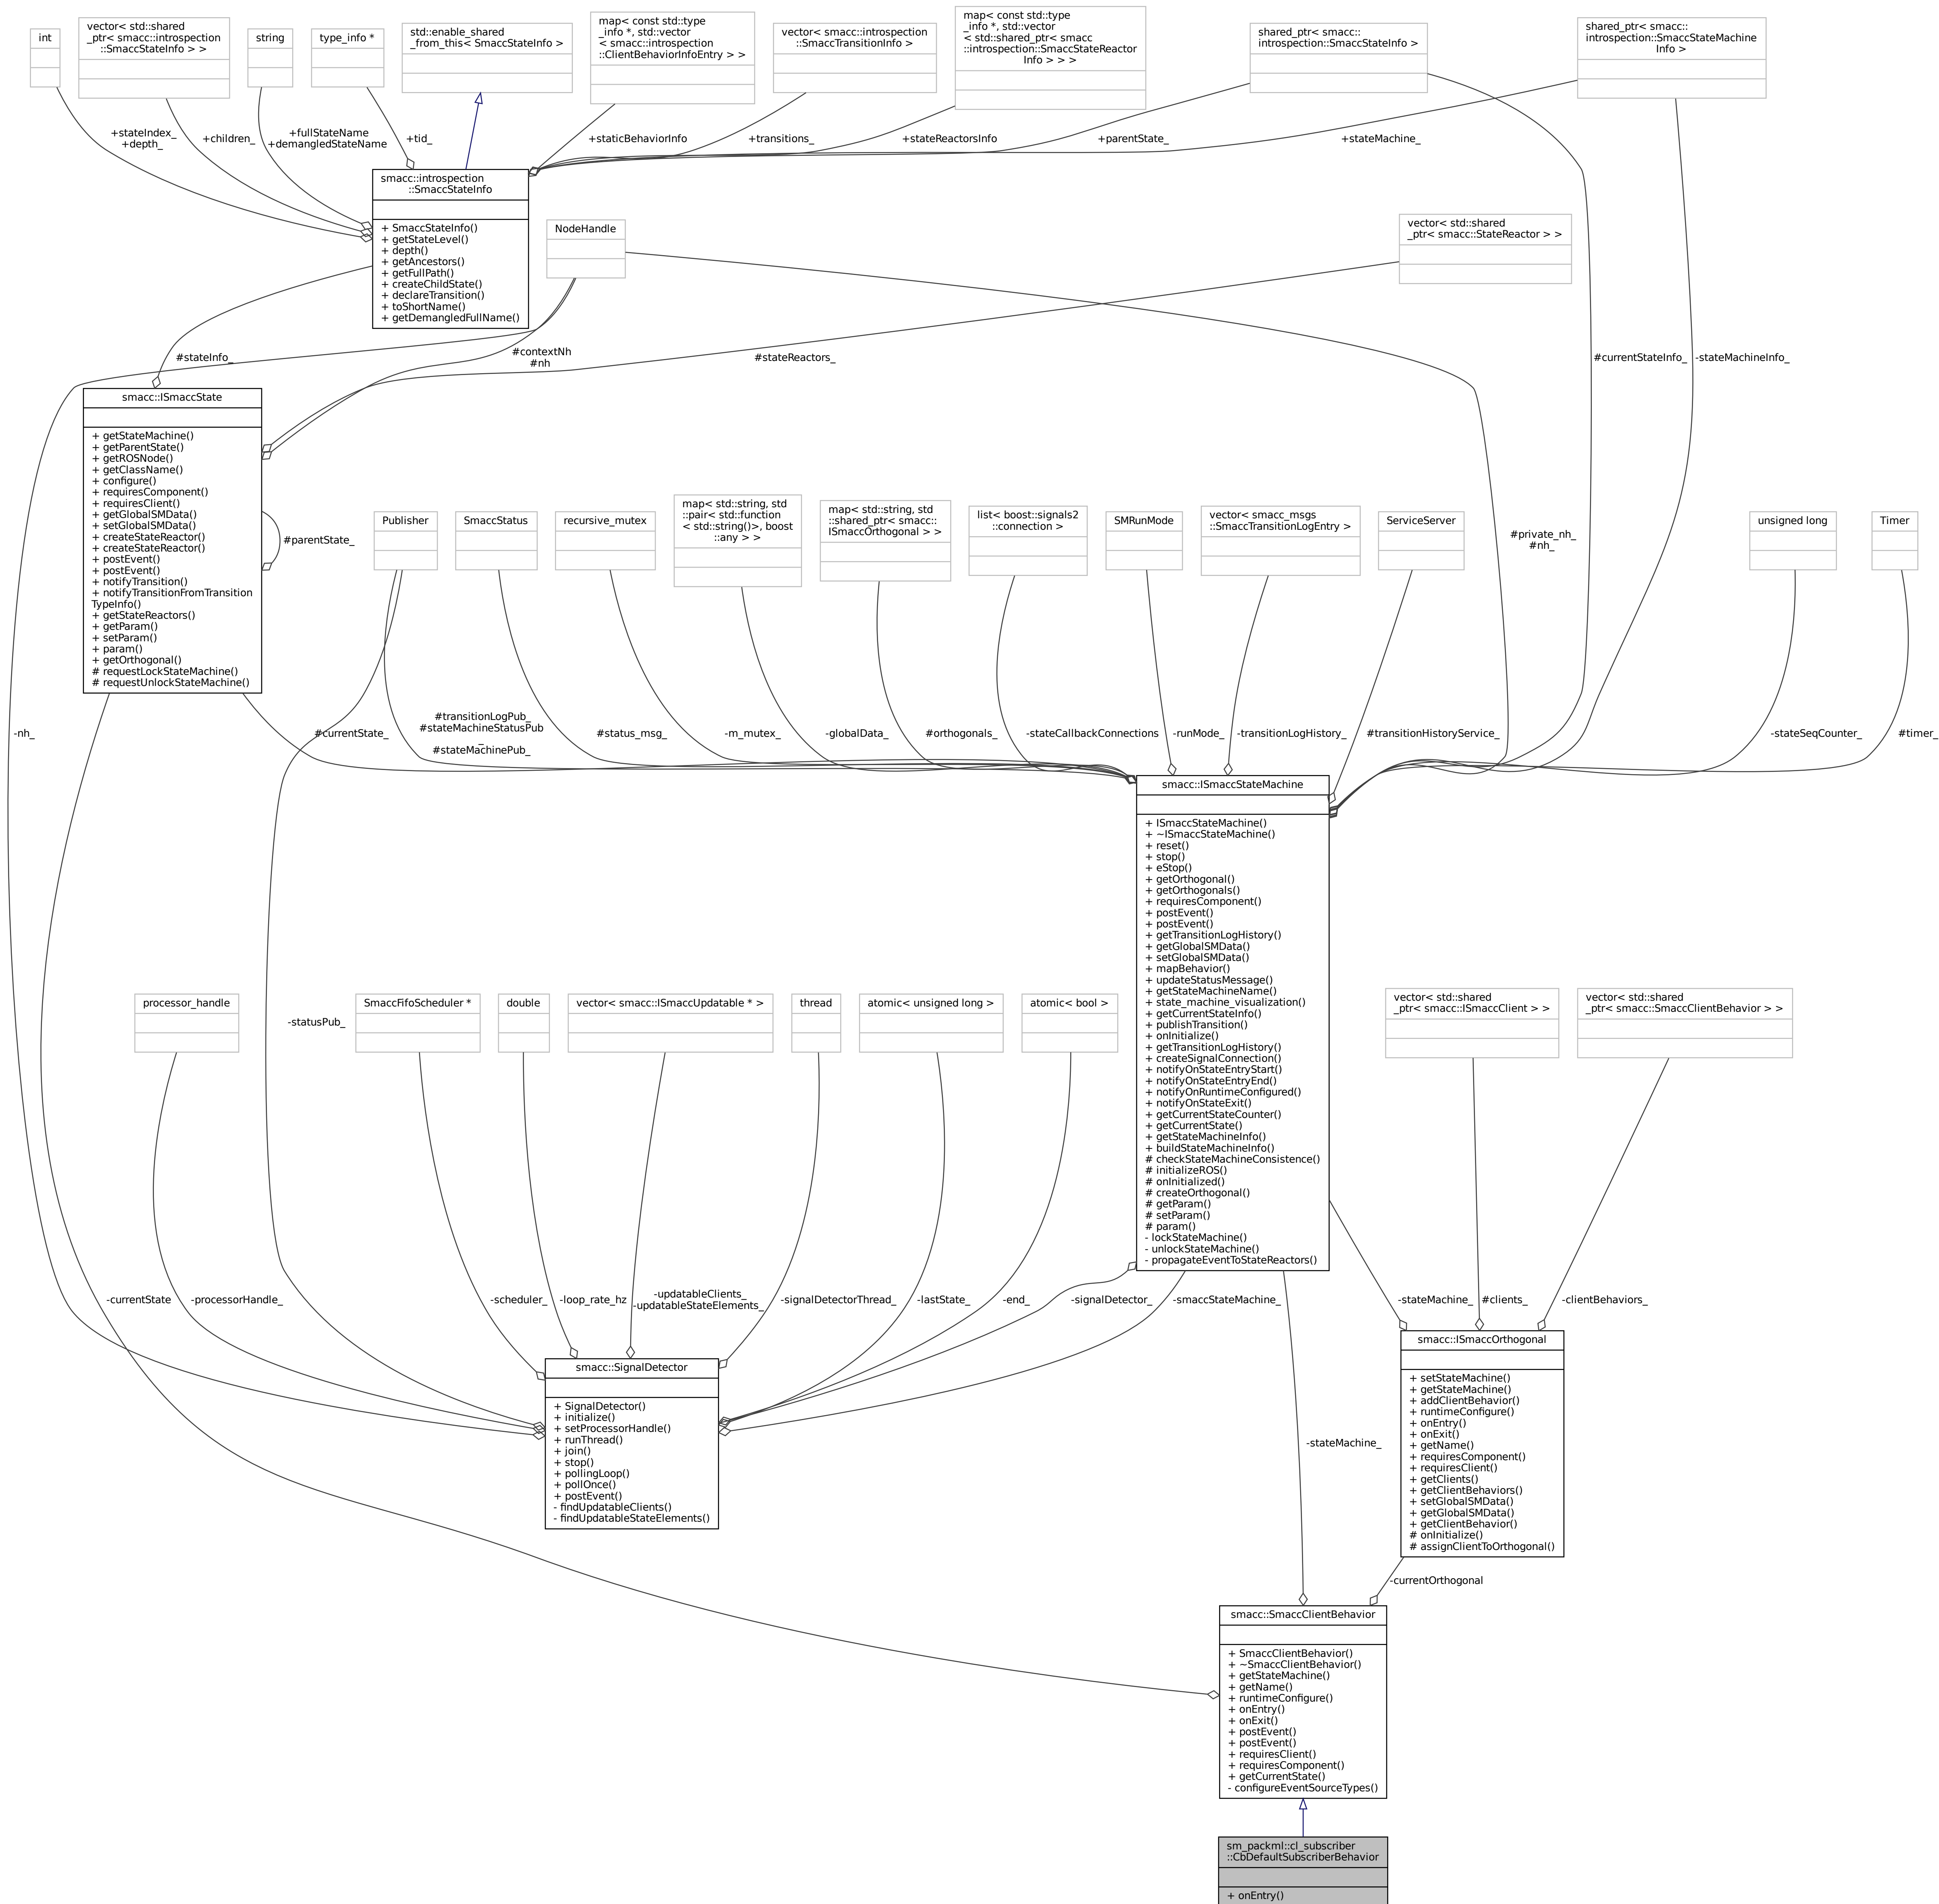 int
vector< std::shared
_ptr< smacc::introspection
::SmaccStateInfo > >
string
type_info *
std::enable_shared
_from_this< SmaccStateInfo >
map< const std::type
_info *, std::vector
< smacc::introspection
::ClientBehaviorInfoEntry > >
vector< smacc::introspection
::SmaccTransitionInfo >
map< const std::type
_info *, std::vector
< std::shared_ptr< smacc
::introspection::SmaccStateReactor
Info > > >
shared_ptr< smacc::
introspection::SmaccStateInfo >
shared_ptr< smacc::
introspection::SmaccStateMachine
Info >
+stateIndex_
+depth_
+children_
+fullStateName
+demangledStateName
+tid_
+staticBehaviorInfo
+transitions_
+stateReactorsInfo
+parentState_
+stateMachine_
smacc::introspection
::SmaccStateInfo
+ SmaccStateInfo()
+ getStateLevel()
+ depth()
+ getAncestors()
+ getFullPath()
+ createChildState()
+ declareTransition()
+ toShortName()
+ getDemangledFullName()
NodeHandle
vector< std::shared
_ptr< smacc::StateReactor > >
#stateInfo_
#contextNh
#nh
#stateReactors_
#currentStateInfo_
-stateMachineInfo_
smacc::ISmaccState
+ getStateMachine()
+ getParentState()
+ getROSNode()
+ getClassName()
+ configure()
+ requiresComponent()
+ requiresClient()
+ getGlobalSMData()
+ setGlobalSMData()
+ createStateReactor()
+ createStateReactor()
+ postEvent()
+ postEvent()
+ notifyTransition()
+ notifyTransitionFromTransition
TypeInfo()
+ getStateReactors()
+ getParam()
+ setParam()
+ param()
+ getOrthogonal()
# requestLockStateMachine()
# requestUnlockStateMachine()
#parentState_
Publisher
SmaccStatus
recursive_mutex
map< std::string, std
::pair< std::function
< std::string()>, boost
::any > >
map< std::string, std
::shared_ptr< smacc::
ISmaccOrthogonal > >
list< boost::signals2
::connection >
SMRunMode
vector< smacc_msgs
::SmaccTransitionLogEntry >
ServiceServer
#private_nh_
#nh_
unsigned long
Timer
-nh_
#currentState_
#transitionLogPub_
#stateMachineStatusPub
_
#stateMachinePub_
#status_msg_
-m_mutex_
-globalData_
#orthogonals_
-stateCallbackConnections
-runMode_
-transitionLogHistory_
#transitionHistoryService_
-stateSeqCounter_
#timer_
smacc::ISmaccStateMachine
+ ISmaccStateMachine()
+ ~ISmaccStateMachine()
+ reset()
+ stop()
+ eStop()
+ getOrthogonal()
+ getOrthogonals()
+ requiresComponent()
+ postEvent()
+ postEvent()
+ getTransitionLogHistory()
+ getGlobalSMData()
+ setGlobalSMData()
+ mapBehavior()
+ updateStatusMessage()
+ getStateMachineName()
+ state_machine_visualization()
+ getCurrentStateInfo()
+ publishTransition()
+ onInitialize()
+ getTransitionLogHistory()
+ createSignalConnection()
+ notifyOnStateEntryStart()
+ notifyOnStateEntryEnd()
+ notifyOnRuntimeConfigured()
+ notifyOnStateExit()
+ getCurrentStateCounter()
+ getCurrentState()
+ getStateMachineInfo()
+ buildStateMachineInfo()
# checkStateMachineConsistence()
# initializeROS()
# onInitialized()
# createOrthogonal()
# getParam()
# setParam()
# param()
- lockStateMachine()
- unlockStateMachine()
- propagateEventToStateReactors()
processor_handle
-statusPub_
SmaccFifoScheduler *
double
vector< smacc::ISmaccUpdatable * >
thread
atomic< unsigned long >
atomic< bool >
vector< std::shared
_ptr< smacc::ISmaccClient > >
vector< std::shared
_ptr< smacc::SmaccClientBehavior > >
-currentState
-processorHandle_
-scheduler_
-loop_rate_hz
-updatableClients_
-updatableStateElements_
-signalDetectorThread_
-lastState_
-end_
-signalDetector_
-smaccStateMachine_
-stateMachine_
#clients_
-clientBehaviors_
smacc::SignalDetector
+ SignalDetector()
+ initialize()
+ setProcessorHandle()
+ runThread()
+ join()
+ stop()
+ pollingLoop()
+ pollOnce()
+ postEvent()
- findUpdatableClients()
- findUpdatableStateElements()
-stateMachine_
smacc::ISmaccOrthogonal
+ setStateMachine()
+ getStateMachine()
+ addClientBehavior()
+ runtimeConfigure()
+ onEntry()
+ onExit()
+ getName()
+ requiresComponent()
+ requiresClient()
+ getClients()
+ getClientBehaviors()
+ setGlobalSMData()
+ getGlobalSMData()
+ getClientBehavior()
# onInitialize()
# assignClientToOrthogonal()
-currentOrthogonal
smacc::SmaccClientBehavior
+ SmaccClientBehavior()
+ ~SmaccClientBehavior()
+ getStateMachine()
+ getName()
+ runtimeConfigure()
+ onEntry()
+ onExit()
+ postEvent()
+ postEvent()
+ requiresClient()
+ requiresComponent()
+ getCurrentState()
- configureEventSourceTypes()
sm_packml::cl_subscriber
::CbDefaultSubscriberBehavior
+ onEntry()